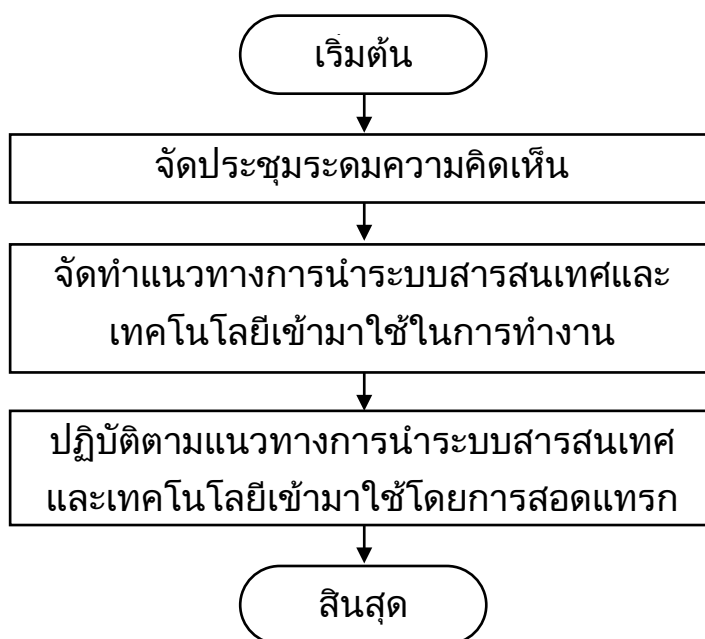 เริ่มต้น
จัดประชุมระดมความคิดเห็น
จัดทำแนวทางการนำระบบสารสนเทศและ
เทคโนโลยีเข้ามาใช้ในการทำงาน
ปฏิบัติตามแนวทางการนำระบบสารสนเทศ
และเทคโนโลยีเข้ามาใช้โดยการสอดแทรก
สินสุด